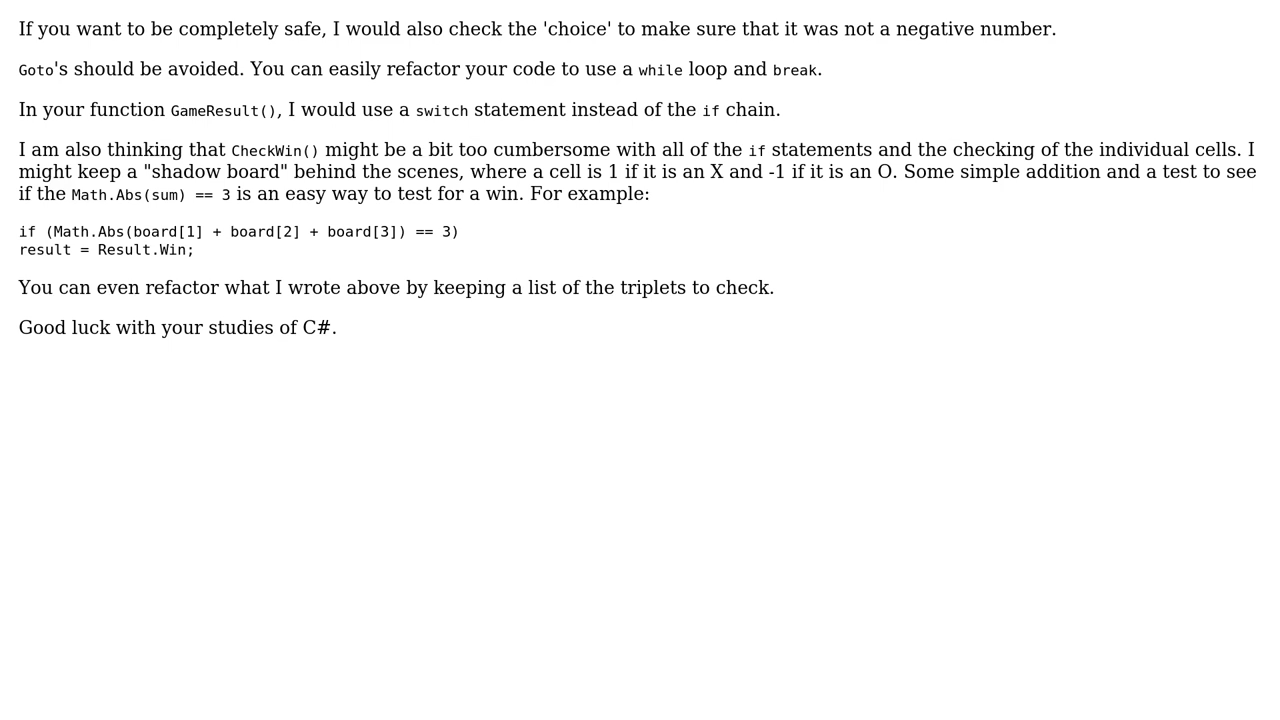 If you want to be completely safe, I would also check the 'choice' to make sure that it was not a negative number.
Goto's should be avoided. You can easily refactor your code to use a while loop and break.
In your function GameResult(), I would use a switch statement instead of the if chain.
I am also thinking that CheckWin() might be a bit too cumbersome with all of the if statements and the checking of the individual cells. I
might keep a "shadow board" behind the scenes, where a cell is 1 if it is an X and -1 if it is an O. Some simple addition and a test to see
if the Math.Abs(sum) == 3 is an easy way to test for a win. For example:
if (Math.Abs(board[1] + board[2] + board[3]) == 3)
result = Result.Win;
You can even refactor what I wrote above by keeping a list of the triplets to check.
Good luck with your studies of C#.